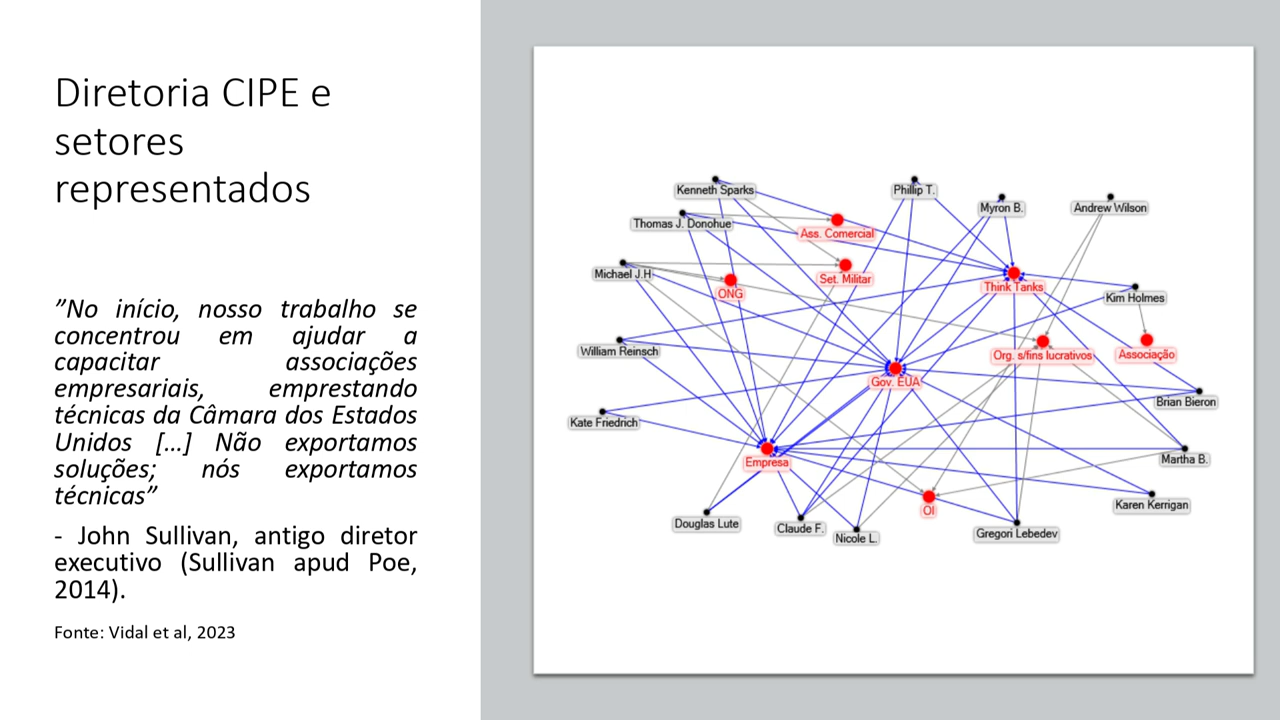 Diretoria CIPE e
setores
representados
”No início, nosso trabalho se
concentrou em ajudar a
capacitar associações
empresariais, emprestando
técnicas da Câmara dos Estados
Unidos [...] Não exportamos
soluções; nós exportamos
técnicas”
- John Sullivan, antigo diretor
executivo (Sullivan apud Poe,
2014).
Fonte: Vidal et al, 2023
Kenneth Sparks
Phillip T.
Myron B.
Andrew Wilson
Thomas J. Donohue
Ass. Comercial
Michael J.H
Set. Militar
ONG
Think Tanks
Kim Holmes
William Reinsch
Org. s/fins lucrativos
Associação
Gov. EUA
Brian Bieron
Kate Friedrich
Empresa
Martha B.
OI
Karen Kerrigan
Douglas Lute
Claude F.
Nicole L.
Gregori Lebedev